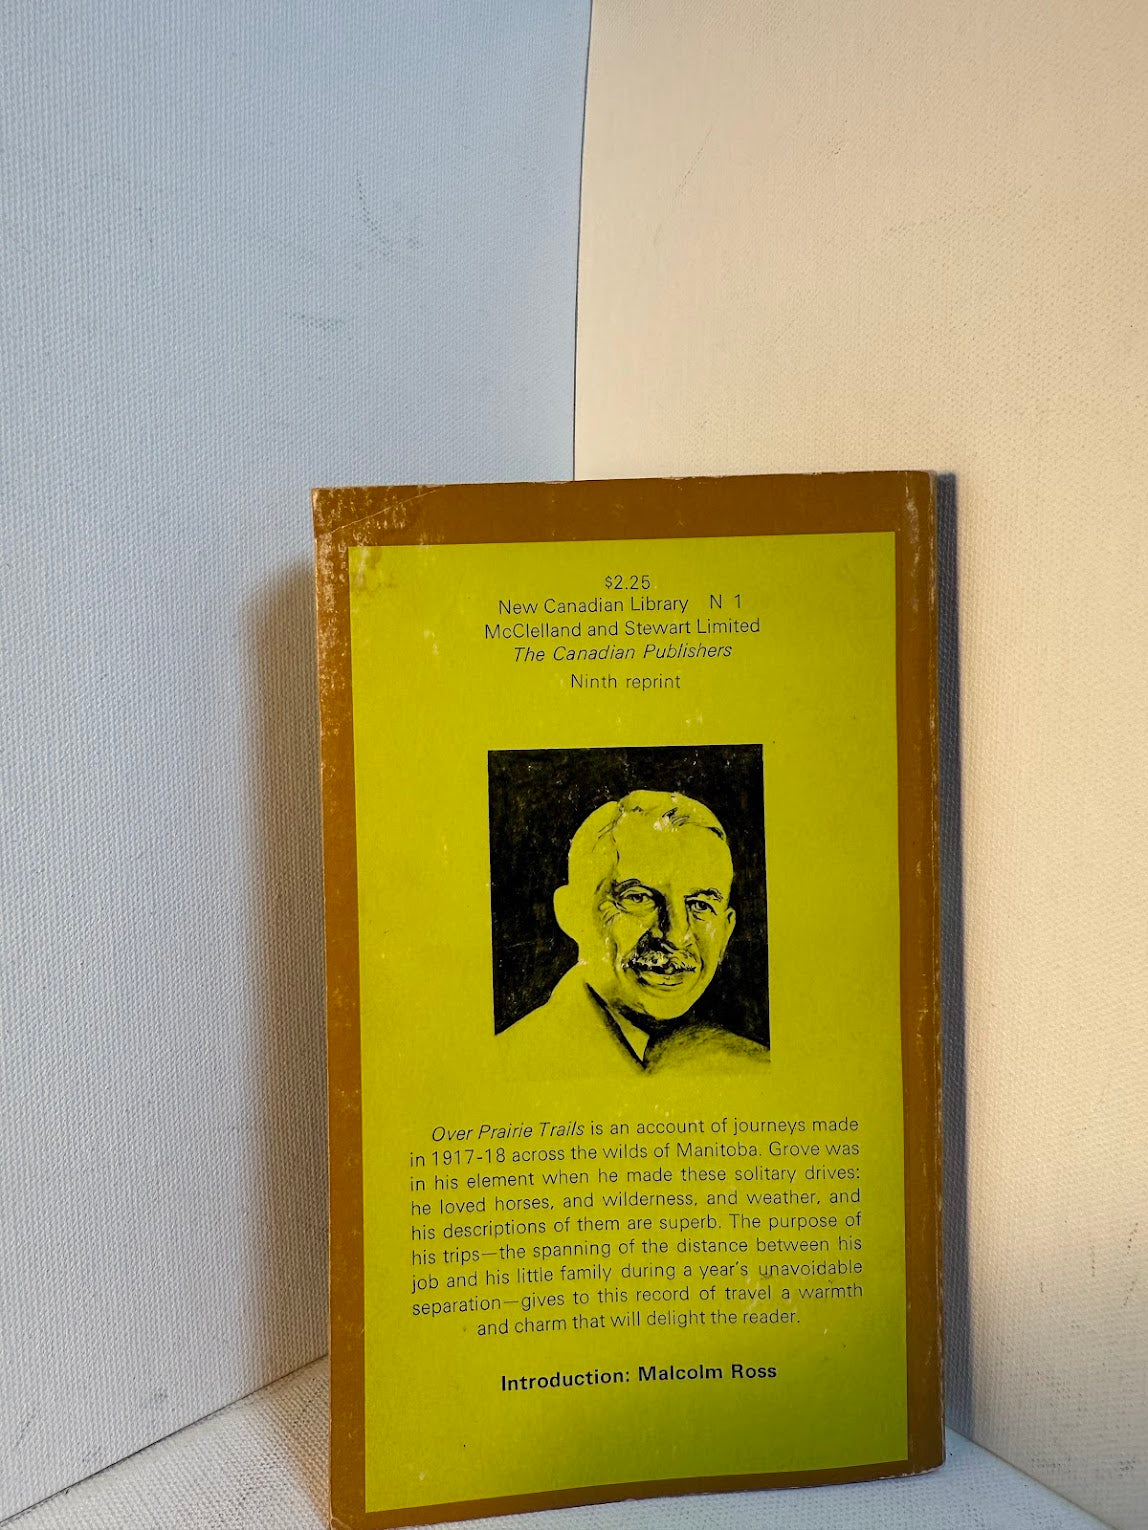 $2.25
New Canadian Library N 1
McClelland and Stewart Limited
The Canadian Publishers
Ninth reprint
Over Prairie Trails is an account of journeys made
in 1917-18 across the wilds of Manitoba. Grove was
in his element when he made these solitary drives:
he loved horses, and wilderness, and weather, and
his descriptions of them are superb. The purpose of
his trips—the spanning of the distance between his
job and his little family during a year's unavoidable
separation—gives to this record of travel a warmth
and charm that will delight the reader.
Introduction: Malcolm Ross